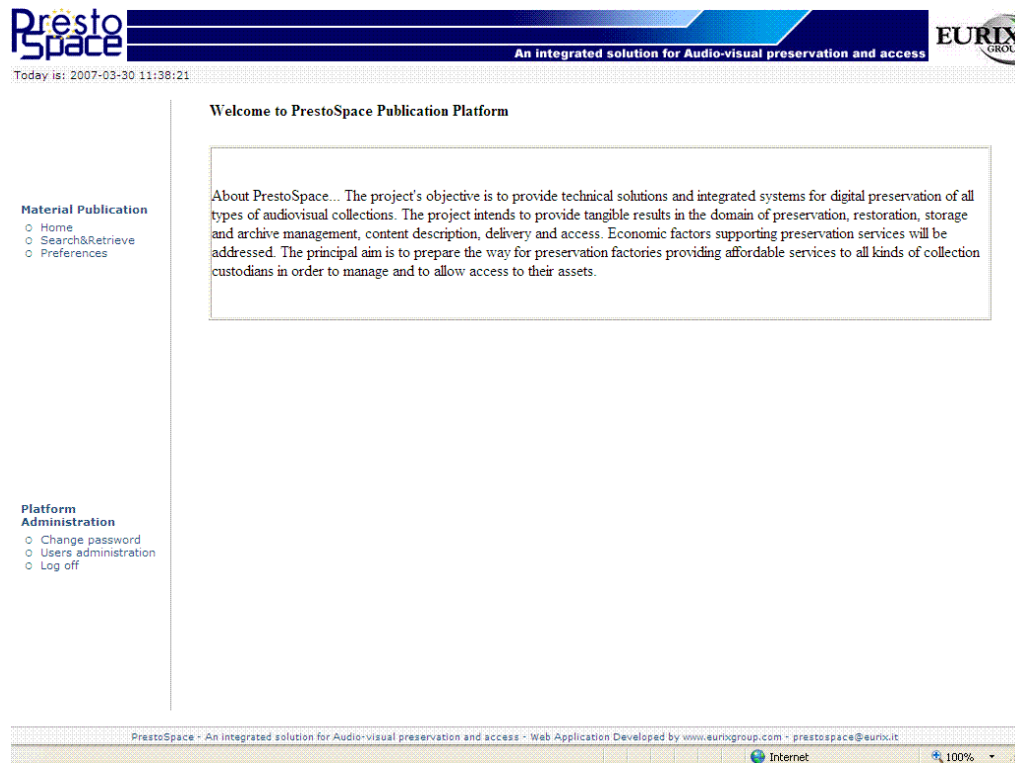 Presto
Space
An integrated solution for Audio-visual preservation and access
EURIX
GROU
Today is: 2007-03-30 11:38:21
Welcome to PrestoSpace Publication Platform
About PrestoSpace... The project's objective is to provide technical solutions and integrated systems for digital preservation of all
types of audiovisual collections. The project intends to provide tangible results in the domain of preservation, restoration, storage
and archive management, content description, delivery and access. Economic factors supporting preservation services will be
addressed. The principal aim is to prepare the way for preservation factories providing affordable services to all kinds of collection
custodians in order to manage and to allow access to their assets.
Material Publication
Home
Search&Retrieve
Preferences
Platform
Administration
Change password
Users administration
Log off
PrestoSpace - An integrated solution for Audio-visual preservation and access - Web Application Developed by www.eurixgroup.com - prestospace@eurix.it
Internet
100%